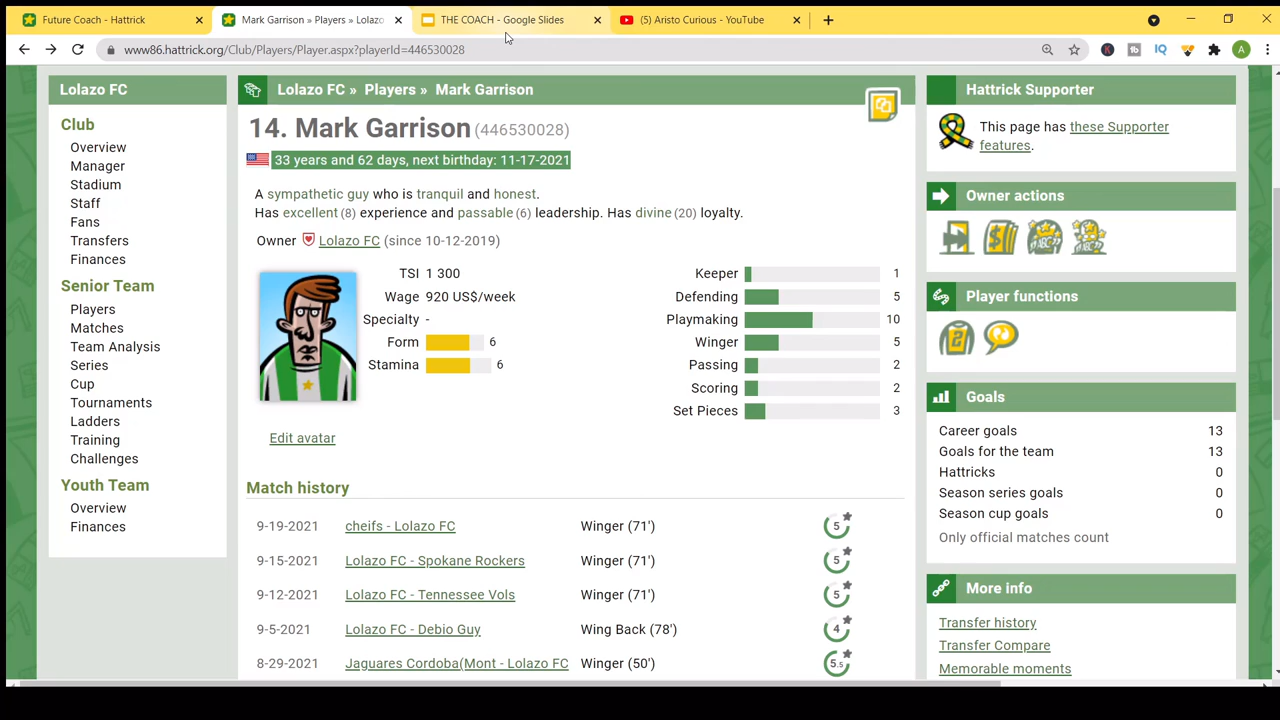 Future Coach - Hattrick
Mark Garrison » Players » Lolazo
THE COACH - Google Slides
(5) Aristo Curious - YouTube
www86.hattrick.org/Club/Players/Player.aspx?playerId=446530028
A
Lolazo FC
Club
Overview
Manager
Stadium
Staff
Fans
Transfers
Finances
Senior Team
Players
Matches
Team Analysis
Series
Cup
Tournaments
Ladders
Training
Challenges
Youth Team
Overview
Finances
Lolazo FC » Players » Mark Garrison
14. Mark Garrison (446530028)
33 years and 62 days, next birthday: 11-17-2021
A sympathetic guy who is tranquil and honest.
Has excellent (8) experience and passable (6) leadership. Has divine (20) loyalty.
Owner Lolazo FC (since 10-12-2019)
TSI 1 300
Wage 920 US$/week
Specialty -
Form 6
Stamina 6
Keeper 1
Defending 5
Playmaking 10
Winger 5
Passing 2
Scoring 2
Set Pieces 3
Edit avatar
Match history
9-19-2021 cheifs - Lolazo FC Winger (71') 5
9-15-2021 Lolazo FC - Spokane Rockers Winger (71') 5
9-12-2021 Lolazo FC - Tennessee Vols Winger (71') 5
9-5-2021 Lolazo FC - Debio Guy Wing Back (78') 4
8-29-2021 Jaguares Cordoba(Mont - Lolazo FC Winger (50') 5.5
Hattrick Supporter
This page has these Supporter
features.
Owner actions
ABC ABC
Player functions
2
Goals
Career goals 13
Goals for the team 13
Hattricks 0
Season series goals 0
Season cup goals 0
Only official matches count
More info
Transfer history
Transfer Compare
Memorable moments